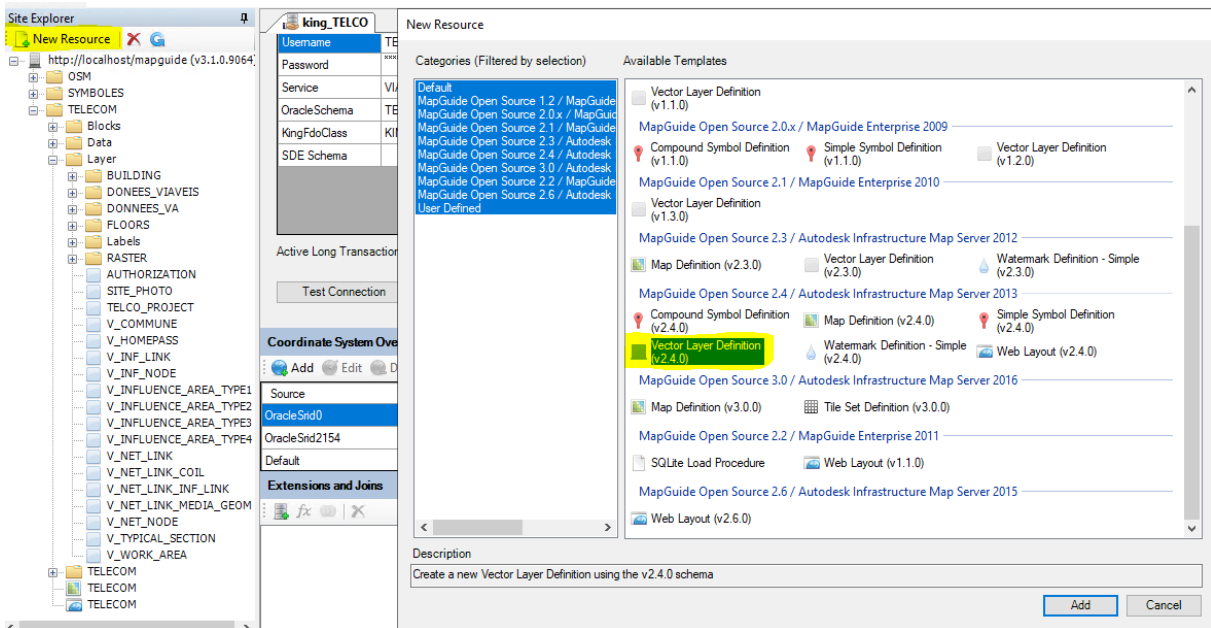 Site Explorer
New Resource
http://localhost/mapguide (v3.1.0.9064)
OSM
SYMBOLES
TELECOM
Blocks
Data
Layer
BUILDING
DONEES_VIAVEIS
DONNEES_VA
FLOORS
Labels
RASTER
AUTHORIZATION
SITE_PHOTO
TELCO_PROJECT
V_COMMUNE
V_HOMEPASS
V_INF_LINK
V_INF_NODE
V_INFLUENCE_AREA_TYPE1
V_INFLUENCE_AREA_TYPE2
V_INFLUENCE_AREA_TYPE3
V_INFLUENCE_AREA_TYPE4
V_NET_LINK
V_NET_LINK_COIL
V_NET_LINK_INF_LINK
V_NET_LINK_MEDIA_GEOM
V_NET_NODE
V_TYPICAL_SECTION
V_WORK_AREA
TELECOM
TELECOM
TELECOM
king_TELCO
Username TE
Password ***
Service VI
OracleSchema TE
KingFdoClass KI
SDE Schema
Active Long Transaction
Test Connection
Coordinate System Ove
Add Edit D
Source
OracleSrid0
OracleSrid2154
Default
Extensions and Joins
fx
New Resource
Categories (Filtered by selection)
Default
MapGuide Open Source 1.2 / MapGuide
MapGuide Open Source 2.0.x / MapGuid
MapGuide Open Source 2.1 / MapGuide
MapGuide Open Source 2.3 / Autodesk
MapGuide Open Source 2.4 / Autodesk
MapGuide Open Source 3.0 / Autodesk
MapGuide Open Source 2.2 / MapGuide
MapGuide Open Source 2.6 / Autodesk
User Defined
Available Templates
Vector Layer Definition
(v1.1.0)
MapGuide Open Source 2.0.x / MapGuide Enterprise 2009
Compound Symbol Definition
(v1.1.0)
Simple Symbol Definition
(v1.1.0)
Vector Layer Definition
(v1.2.0)
MapGuide Open Source 2.1 / MapGuide Enterprise 2010
Vector Layer Definition
(v1.3.0)
MapGuide Open Source 2.3 / Autodesk Infrastructure Map Server 2012
Map Definition (v2.3.0)
Vector Layer Definition
(v2.3.0)
Watermark Definition - Simple
(v2.3.0)
MapGuide Open Source 2.4 / Autodesk Infrastructure Map Server 2013
Compound Symbol Definition
(v2.4.0)
Map Definition (v2.4.0)
Simple Symbol Definition
(v2.4.0)
Vector Layer Definition
(v2.4.0)
Watermark Definition - Simple
(v2.4.0)
Web Layout (v2.4.0)
MapGuide Open Source 3.0 / Autodesk Infrastructure Map Server 2016
Map Definition (v3.0.0)
Tile Set Definition (v3.0.0)
MapGuide Open Source 2.2 / MapGuide Enterprise 2011
SQLite Load Procedure
Web Layout (v1.1.0)
MapGuide Open Source 2.6 / Autodesk Infrastructure Map Server 2015
Web Layout (v2.6.0)
Description
Create a new Vector Layer Definition using the v2.4.0 schema
Add
Cancel